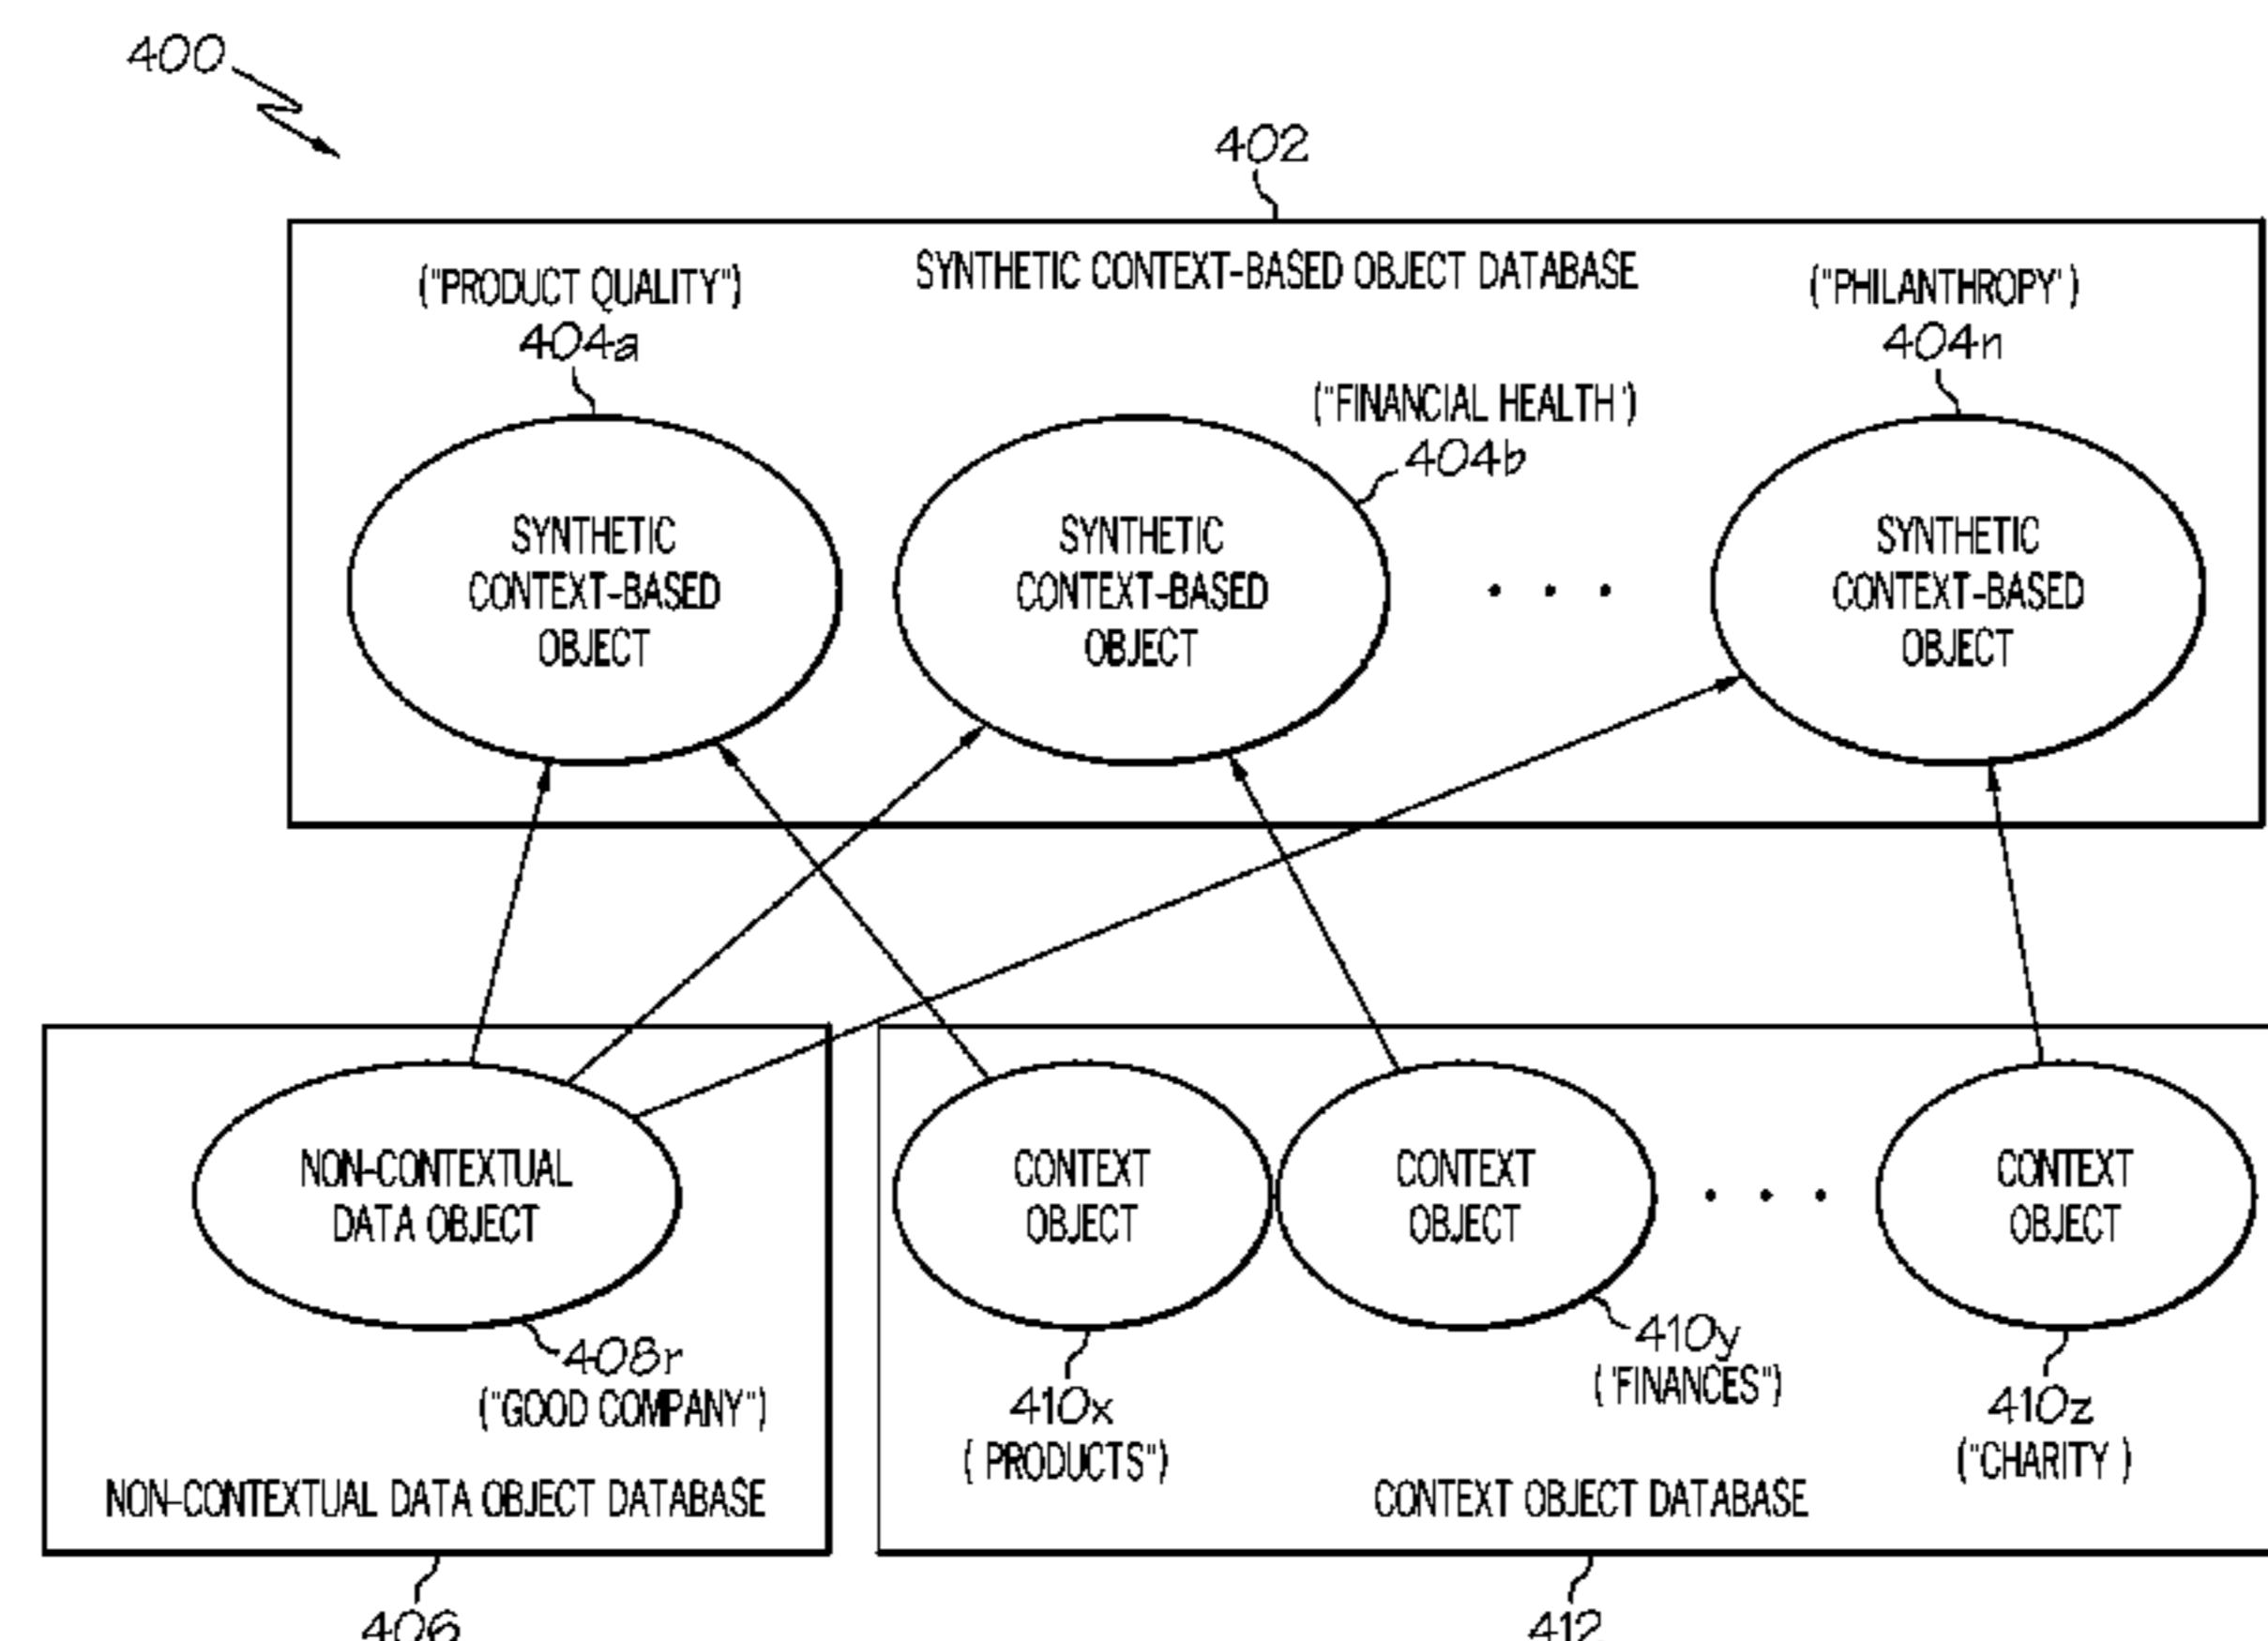 400
402
("PRODUCT QUALITY")
SYNTHETIC CONTEXT-BASED OBJECT DATABASE
("PHILANTHROPY')
404a
404n
("FINANCIAL HEALTH')
404b
SYNTHETIC
CONTEXT-BASED
OBJECT
SYNTHETIC
CONTEXT-BASED
OBJECT
. . .
SYNTHETIC
CONTEXT-BASED
OBJECT
NON-CONTEXTUAL
DATA OBJECT
CONTEXT
OBJECT
CONTEXT
OBJECT
. . .
CONTEXT
OBJECT
408r
("GOOD COMPANY")
410x
( PRODUCTS")
410y
( 'FINANCES")
410z
("CHARITY )
NON-CONTEXTUAL DATA OBJECT DATABASE
CONTEXT OBJECT DATABASE
406
412